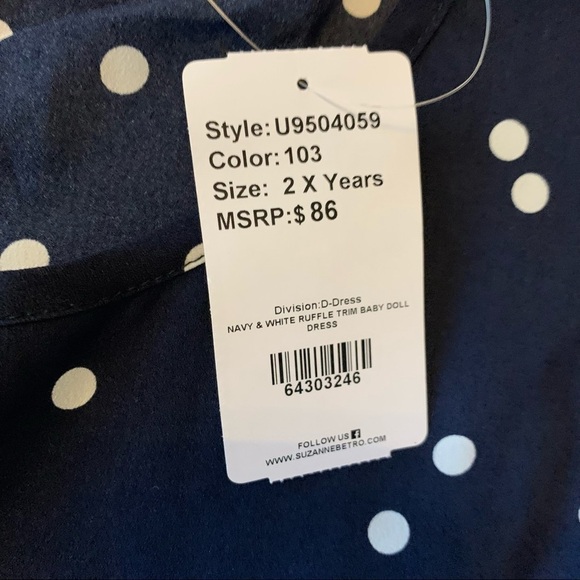 Style: U9504059
Color: 103
Size: 2 X Years
MSRP:$ 86
Division:D-Dress
NAVY & WHITE RUFFLE TRIM BABY DOLL
DRESS
64303246
FOLLOW US
WWW.SUZANNEBETRO.COM